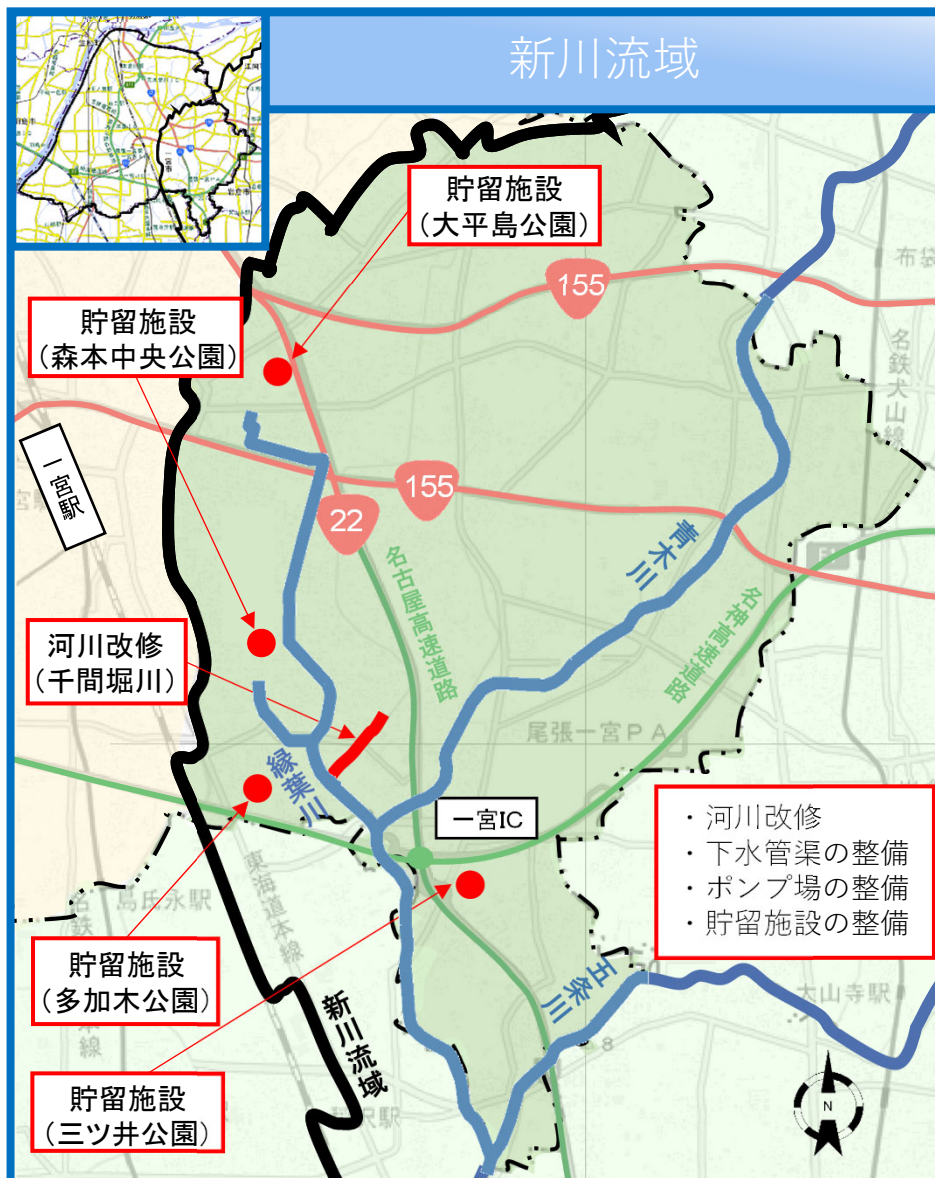 新川流域
貯留施設
(大平島公園)
155
布袋
貯留施設
(森本中央公園)
名鉄犬山線
一宮駅
155
22
青木川
名古屋高速道路
名神高速道路
河川改修
(千間堀川)
尾張一宮PA
縁葉川
一宮IC
・河川改修
・下水管渠の整備
・ポンプ場の整備
・貯留施設の整備
東海道本線
島氏永駅
貯留施設
(多加木公園)
五条川
大山寺駅
新川流域
8
貯留施設
(三ツ井公園)
N